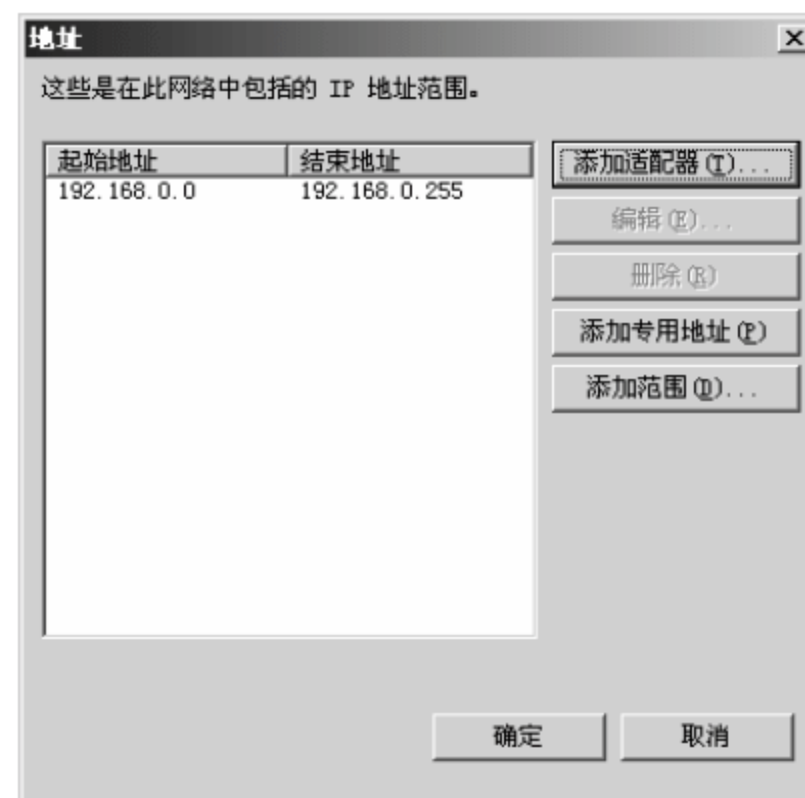 地址
这些是在此网络中包括的 IP 地址范围。
起始地址 结束地址
192.168.0.0 192.168.0.255
添加适配器(T)...
编辑(E)...
删除(R)
添加专用地址(P)
添加范围(D)...
确定 取消